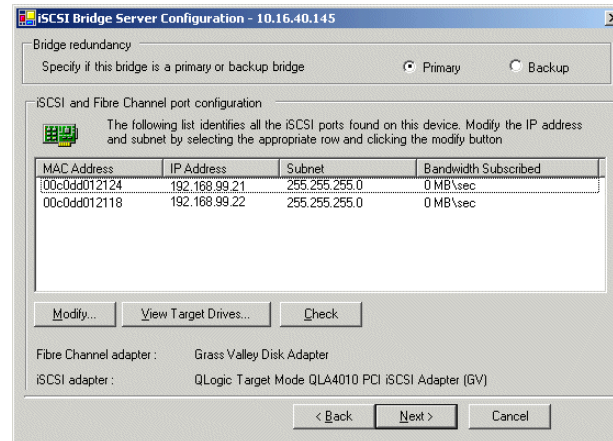 iSCSI Bridge Server Configuration - 10.16.40.145
Bridge redundancy
Specify if this bridge is a primary or backup bridge Primary Backup
iSCSI and Fibre Channel port configuration
The following list identifies all the iSCSI ports found on this device. Modify the IP address
and subnet by selecting the appropriate row and clicking the modify button
MAC Address IP Address Subnet Bandwidth Subscribed
00c0dd012124 192.168.99.21 255.255.255.0 0 MB\sec
00c0dd012118 192.168.99.22 255.255.255.0 0 MB\sec
Modify... View Target Drives... Check
Fibre Channel adapter : Grass Valley Disk Adapter
iSCSI adapter : QLogic Target Mode QLA4010 PCI iSCSI Adapter (GV)
< Back Next > Cancel